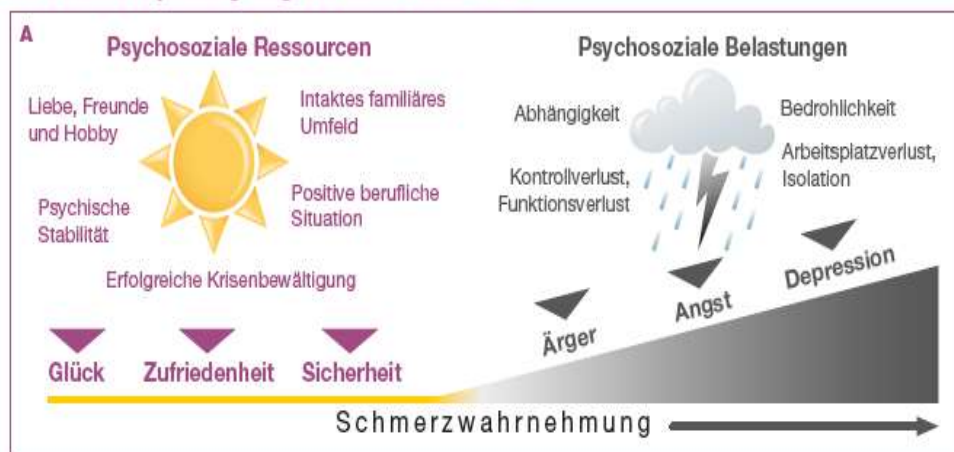 A
Psychosoziale Ressourcen
Liebe, Freunde
und Hobby
Intaktes familiäres
Umfeld
Psychische
Stabilität
Positive berufliche
Situation
Erfolgreiche Krisenbewältigung
Glück
Zufriedenheit
Sicherheit
Psychosoziale Belastungen
Abhängigkeit
Bedrohlichkeit
Kontrollverlust,
Funktionsverlust
Arbeitsplatzverlust,
Isolation
Ärger
Angst
Depression
Schmerzwahrnehmung